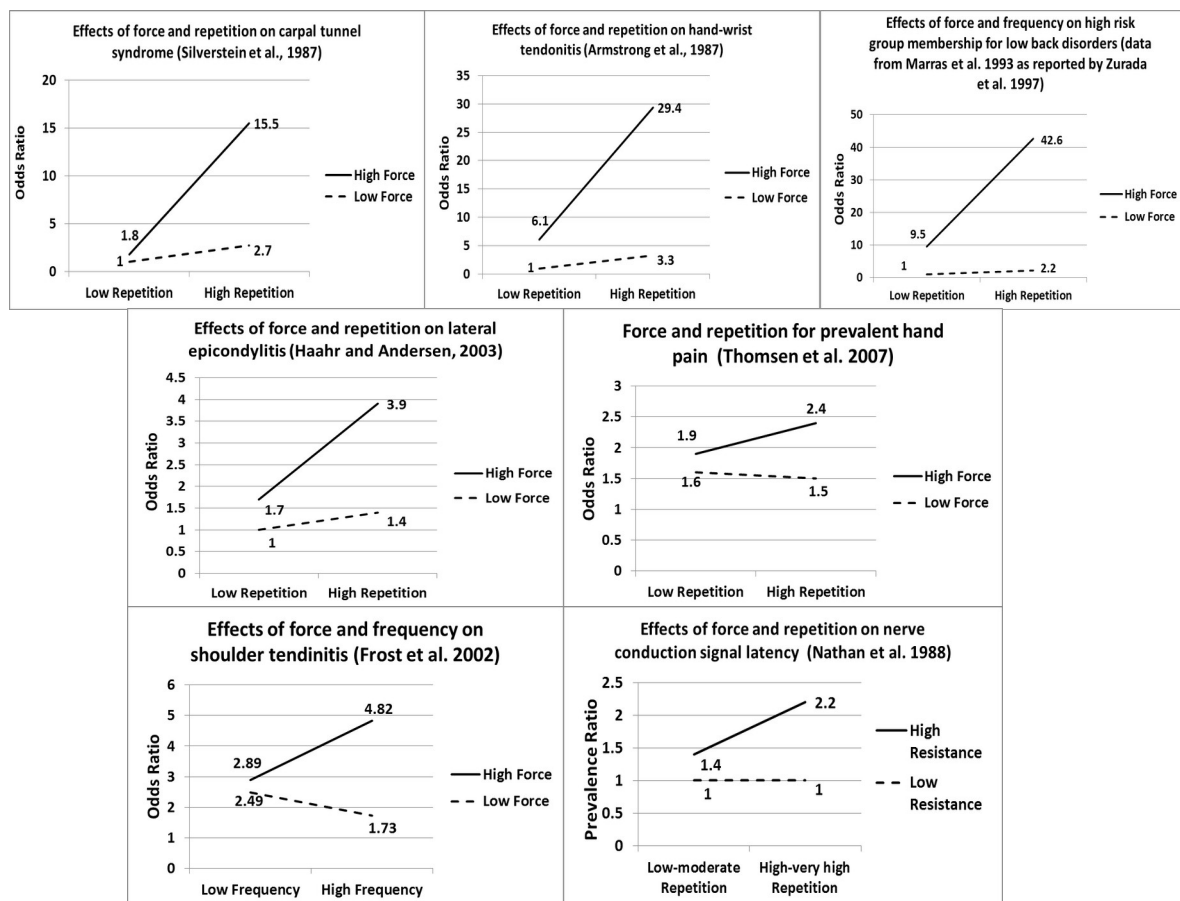 Effects of force and repetition on carpal tunnel
syndrome (Silverstein et al., 1987)
20
15
10
5
0
Odds Ratio
15.5
1.8
1
2.7
High Force
Low Force
Low Repetition High Repetition
Effects of force and repetition on hand-wrist
tendonitis (Armstrong et al., 1987)
35
30
25
20
15
10
5
0
Odds Ratio
29.4
6.1
1
3.3
High Force
Low Force
Low Repetition High Repetition
Effects of force and frequency on high risk
group membership for low back disorders (data
from Marras et al. 1993 as reported by Zurada
et al. 1997)
50
40
30
20
10
0
Odds Ratio
42.6
9.5
1
2.2
High Force
Low Force
Low Repetition High Repetition
Effects of force and repetition on lateral
epicondylitis (Haahr and Andersen, 2003)
4.5
4
3.5
3
2.5
2
1.5
1
0.5
0
Odds Ratio
3.9
1.7
1
1.4
High Force
Low Force
Low Repetition High Repetition
Force and repetition for prevalent hand
pain (Thomsen et al. 2007)
3
2.5
2
1.5
1
0.5
0
Odds Ratio
2.4
1.9
1.6
1.5
High Force
Low Force
Low Repetition High Repetition
Effects of force and frequency on
shoulder tendinitis (Frost et al. 2002)
6
5
4
3
2
1
0
Odds Ratio
4.82
2.89
2.49
1.73
High Force
Low Force
Low Frequency High Frequency
Effects of force and repetition on nerve
conduction signal latency (Nathan et al. 1988)
2.5
2
1.5
1
0.5
0
Prevalence Ratio
2.2
1.4
1
1
High
Resistance
Low
Resistance
Low-moderate High-very high
Repetition Repetition